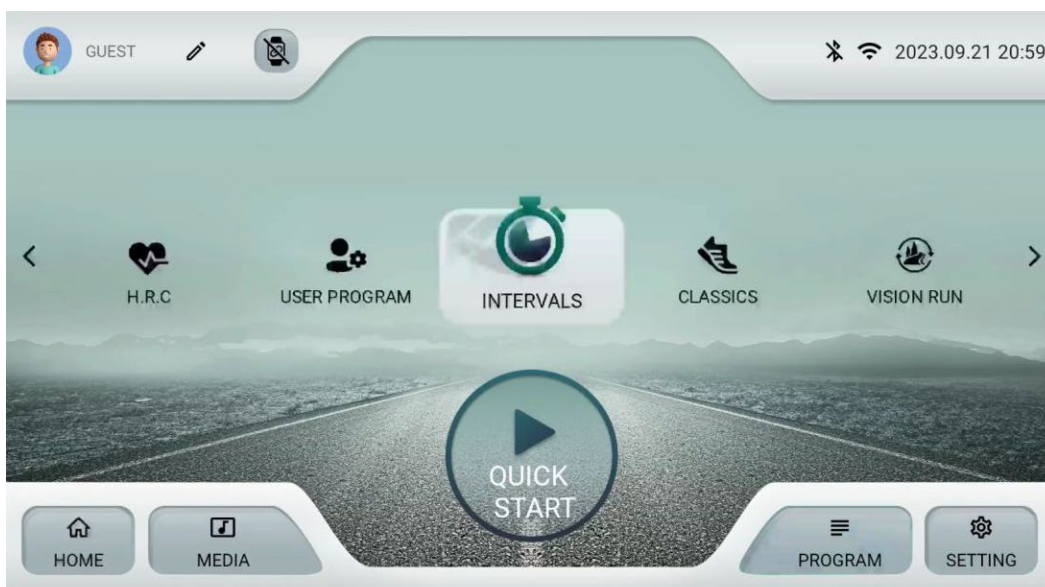 GUEST
2023.09.21 20:59
H.R.C
USER PROGRAM
INTERVALS
CLASSICS
VISION RUN
QUICK
START
HOME
MEDIA
PROGRAM
SETTING